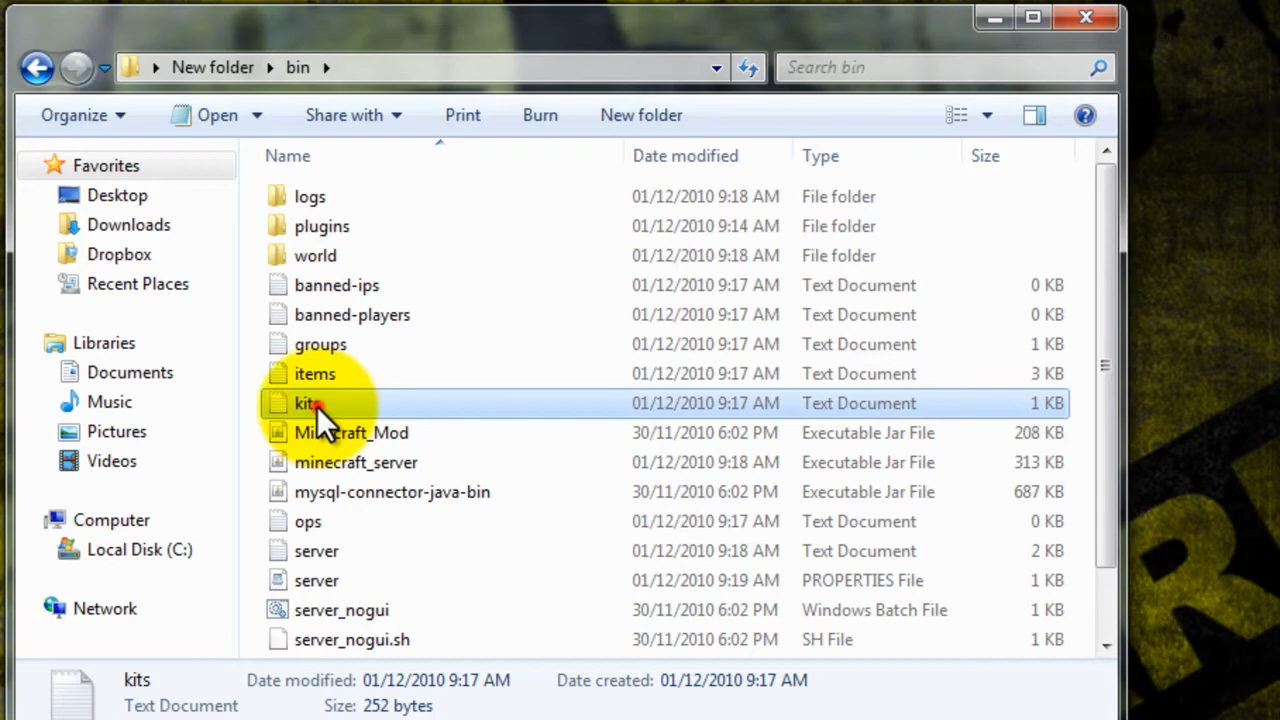 New folder bin
Search bin
Organize Open Share with Print Burn New folder
Name Date modified Type Size
Favorites
Desktop
Downloads
Dropbox
Recent Places
Libraries
Documents
Music
Pictures
Videos
Computer
Local Disk (C:)
Network
logs 01/12/2010 9:18 AM File folder
plugins 01/12/2010 9:14 AM File folder
world 01/12/2010 9:18 AM File folder
banned-ips 01/12/2010 9:17 AM Text Document 0 KB
banned-players 01/12/2010 9:17 AM Text Document 0 KB
groups 01/12/2010 9:17 AM Text Document 1 KB
items 01/12/2010 9:17 AM Text Document 3 KB
kits 01/12/2010 9:17 AM Text Document 1 KB
Minecraft_Mod 30/11/2010 6:02 PM Executable Jar File 208 KB
minecraft_server 01/12/2010 9:18 AM Executable Jar File 313 KB
mysql-connector-java-bin 30/11/2010 6:02 PM Executable Jar File 687 KB
ops 01/12/2010 9:17 AM Text Document 0 KB
server 01/12/2010 9:18 AM Text Document 2 KB
server 01/12/2010 9:19 AM PROPERTIES File 1 KB
server_nogui 30/11/2010 6:02 PM Windows Batch File 1 KB
server_nogui.sh 30/11/2010 6:02 PM SH File 1 KB
kits Date modified: 01/12/2010 9:17 AM Date created: 01/12/2010 9:17 AM
Text Document Size: 252 bytes